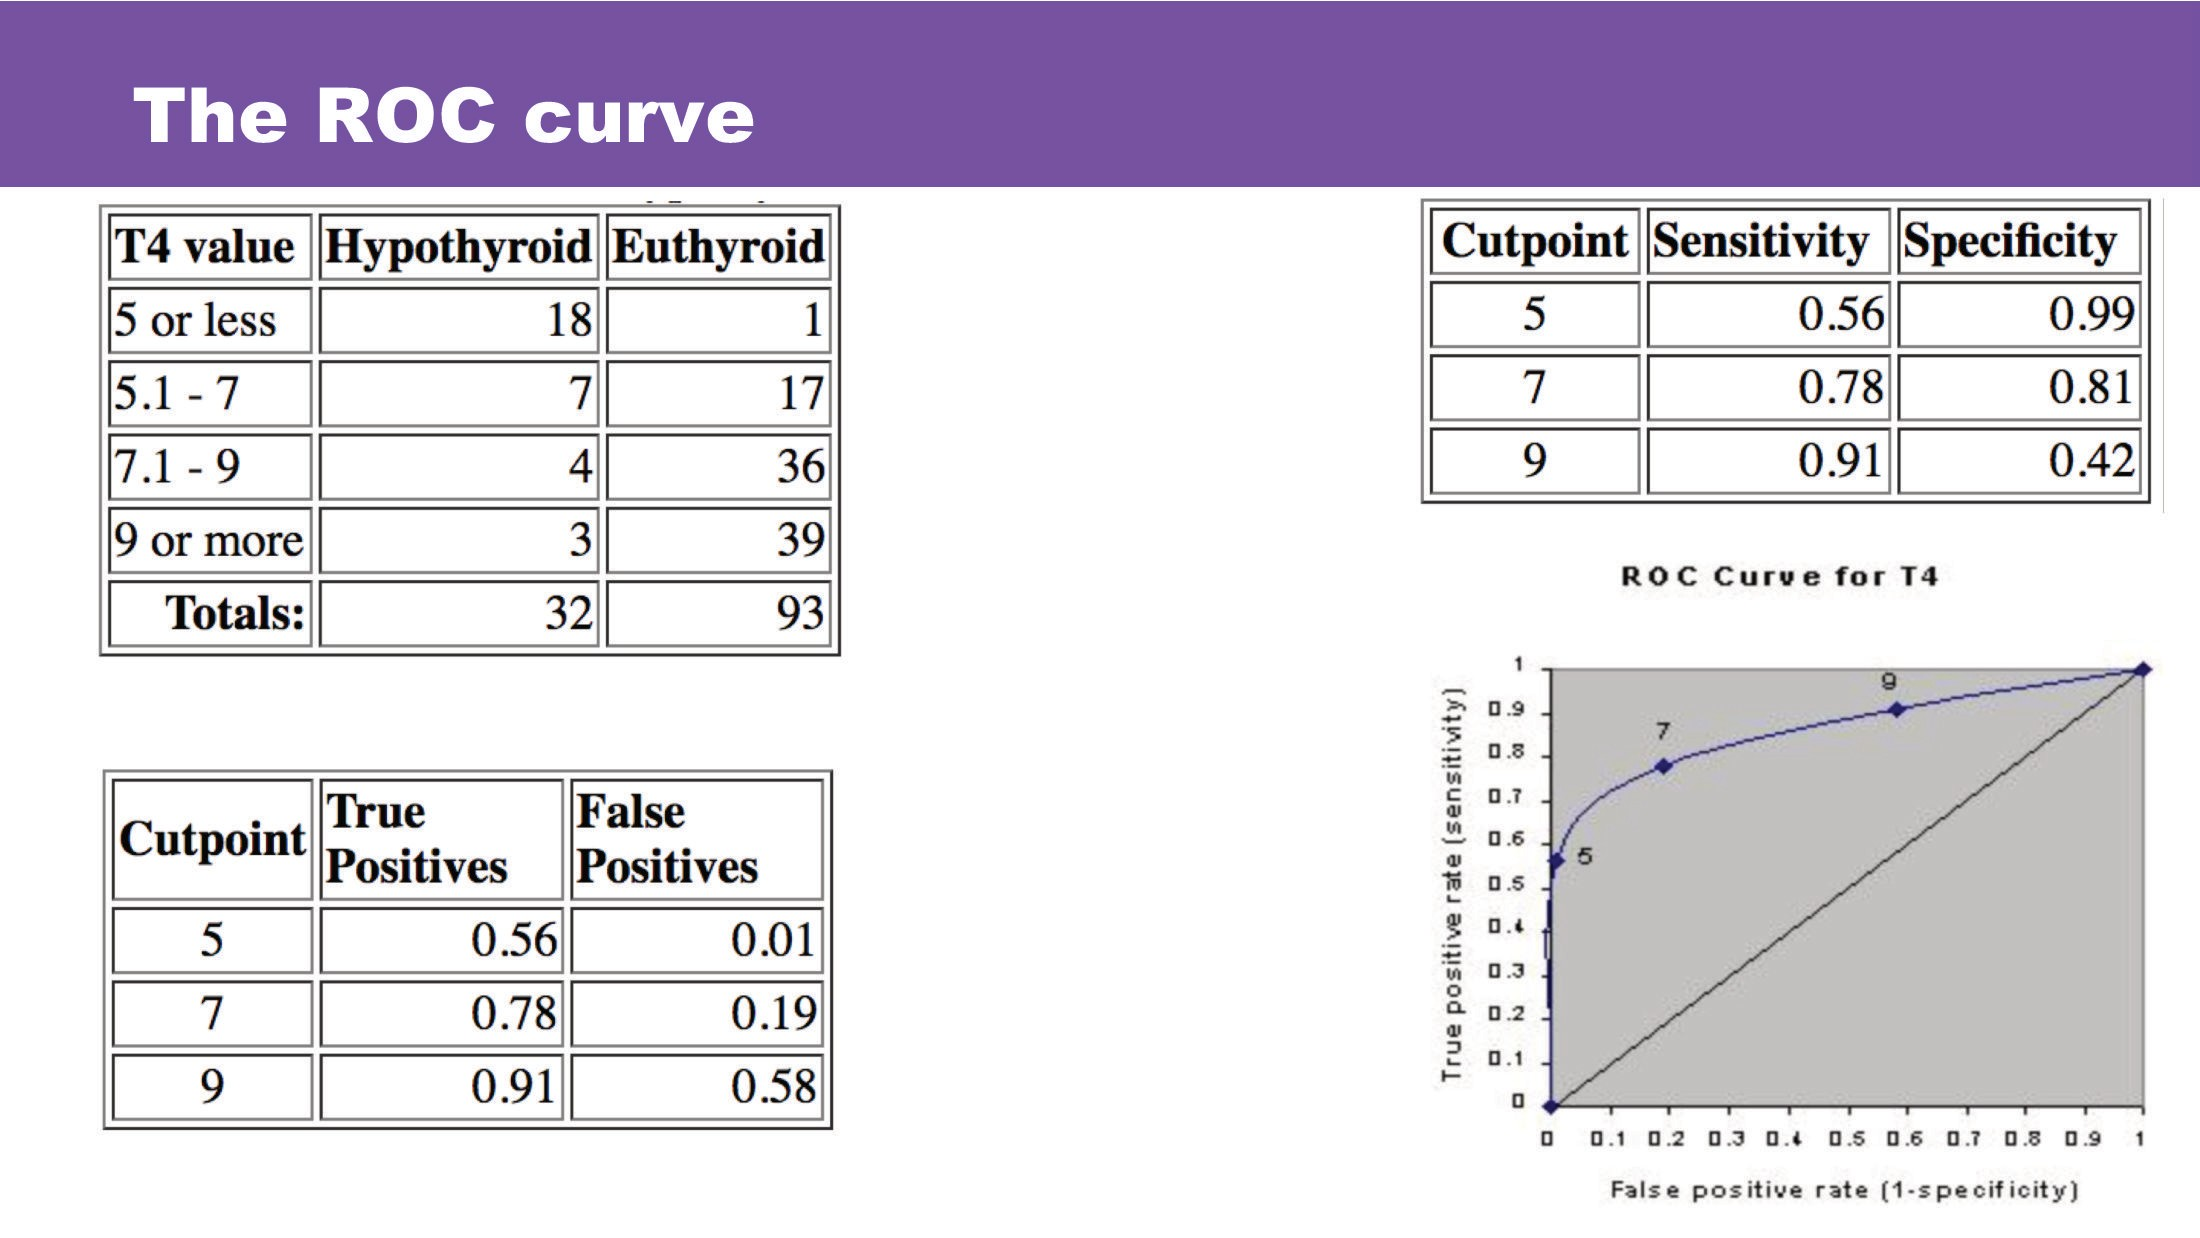 The ROC curve
T4 value Hypothyroid Euthyroid
5 or less 18 1
5.1 - 7 7 17
7.1 - 9 4 36
9 or more 3 39
Totals: 32 93
Cutpoint True Positives False Positives
5 0.56 0.01
7 0.78 0.19
9 0.91 0.58
Cutpoint Sensitivity Specificity
5 0.56 0.99
7 0.78 0.81
9 0.91 0.42
ROC Curve for T4
True positive rate (sensitivity)
1
0.9
0.8
0.7
0.6
0.5
0.4
0.3
0.2
0.1
0
9
7
5
0 0.1 0.2 0.3 0.4 0.5 0.6 0.7 0.8 0.9 1
False positive rate (1-specificity)